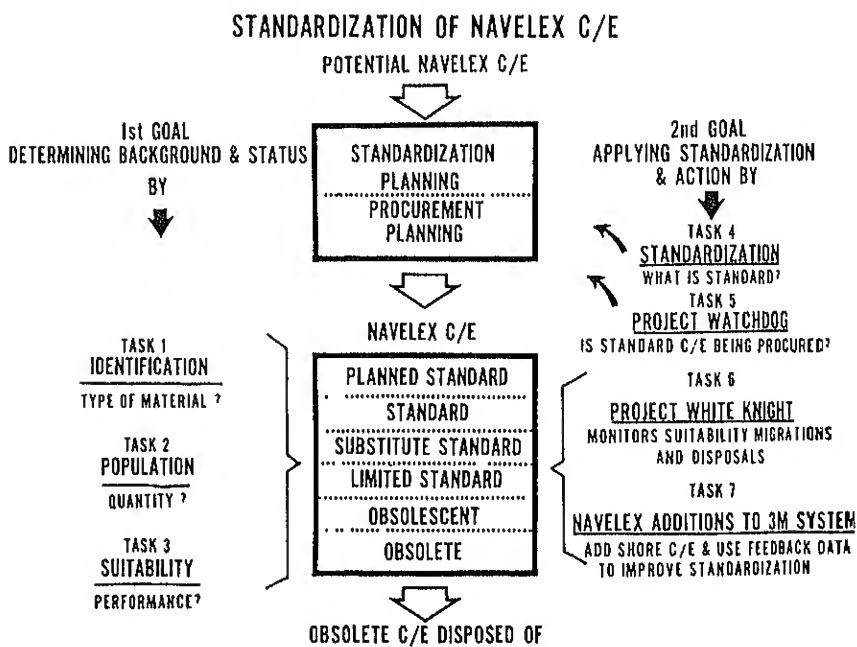 STANDARDIZATION OF NAVELEX C/E
POTENTIAL NAVELEX C/E
1st GOAL
DETERMINING BACKGROUND & STATUS
BY
STANDARDIZATION
PLANNING
PROCUREMENT
PLANNING
2nd GOAL
APPLYING STANDARDIZATION
& ACTION BY
TASK 4
STANDARDIZATION
WHAT IS STANDARD?
TASK 5
PROJECT WATCHDOG
IS STANDARD C/E BEING PROCURED?
NAVELEX C/E
TASK 1
IDENTIFICATION
TYPE OF MATERIAL ?
TASK 2
POPULATION
QUANTITY ?
TASK 3
SUITABILITY
PERFORMANCE?
PLANNED STANDARD
STANDARD
SUBSTITUTE STANDARD
LIMITED STANDARD
OBSOLESCENT
OBSOLETE
TASK 6
PROJECT WHITE KNIGHT
MONITORS SUITABILITY MIGRATIONS
AND DISPOSALS
TASK 7
NAVELEX ADDITIONS TO 3M SYSTEM
ADD SHORE C/E & USE FEEDBACK DATA
TO IMPROVE STANDARDIZATION
OBSOLETE C/E DISPOSED OF